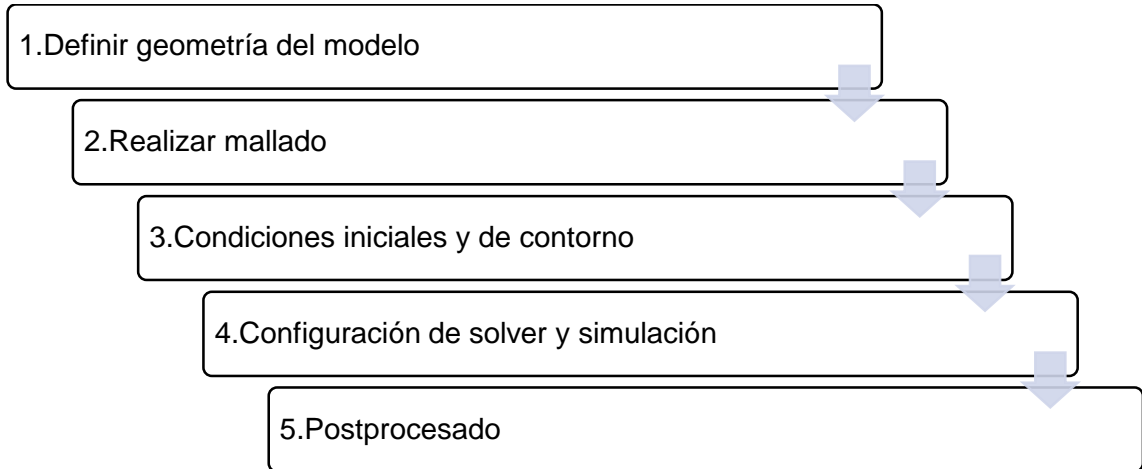 1.Definir geometría del modelo
2.Realizar mallado
3.Condiciones iniciales y de contorno
4.Configuración de solver y simulación
5.Postprocesado